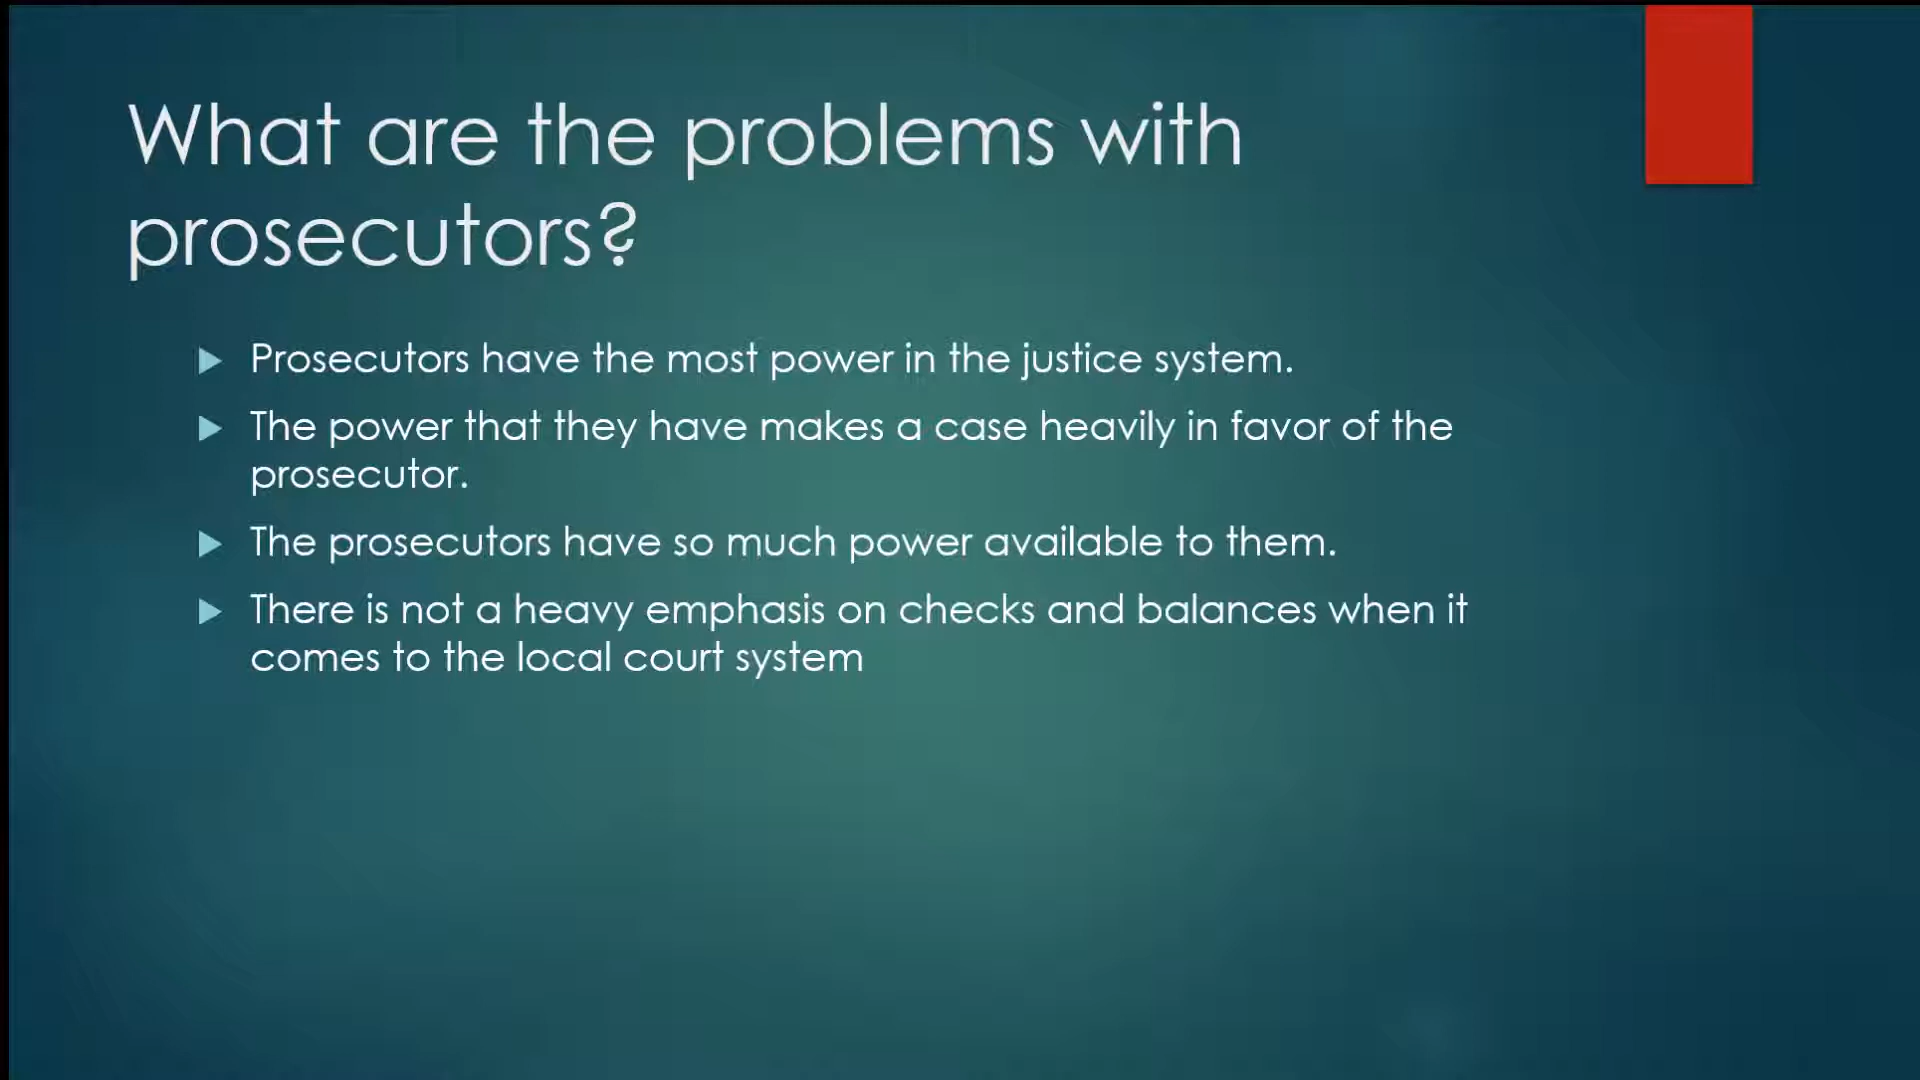 What are the problems with
prosecutors?
Prosecutors have the most power in the justice system.
The power that they have makes a case heavily in favor of the
prosecutor.
The prosecutors have so much power available to them.
There is not a heavy emphasis on checks and balances when it
comes to the local court system